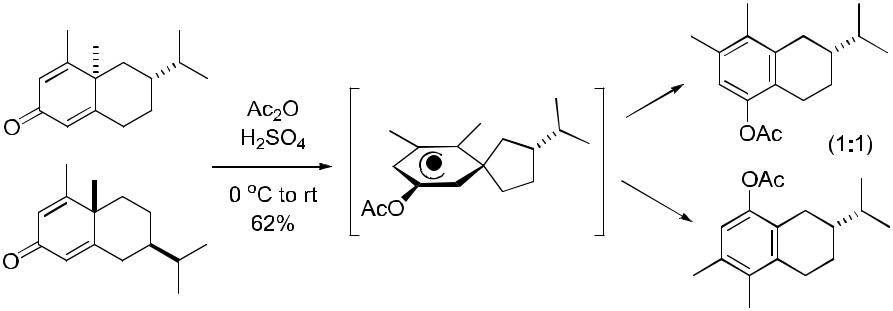 O
O
Ac₂O
H₂SO₄
0 ºC to rt
62%
AcO
OAc
(1:1)
OAc